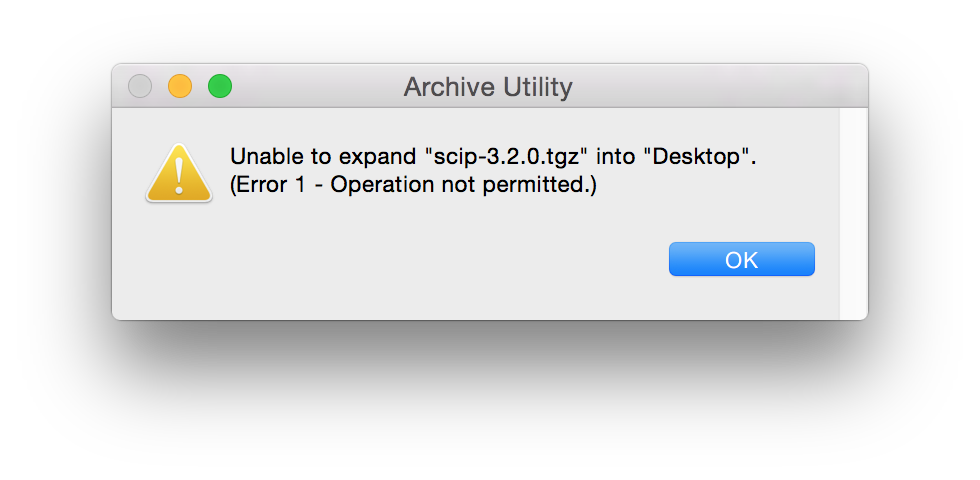 Archive Utility
Unable to expand "scip-3.2.0.tgz" into "Desktop".
(Error 1 - Operation not permitted.)
OK